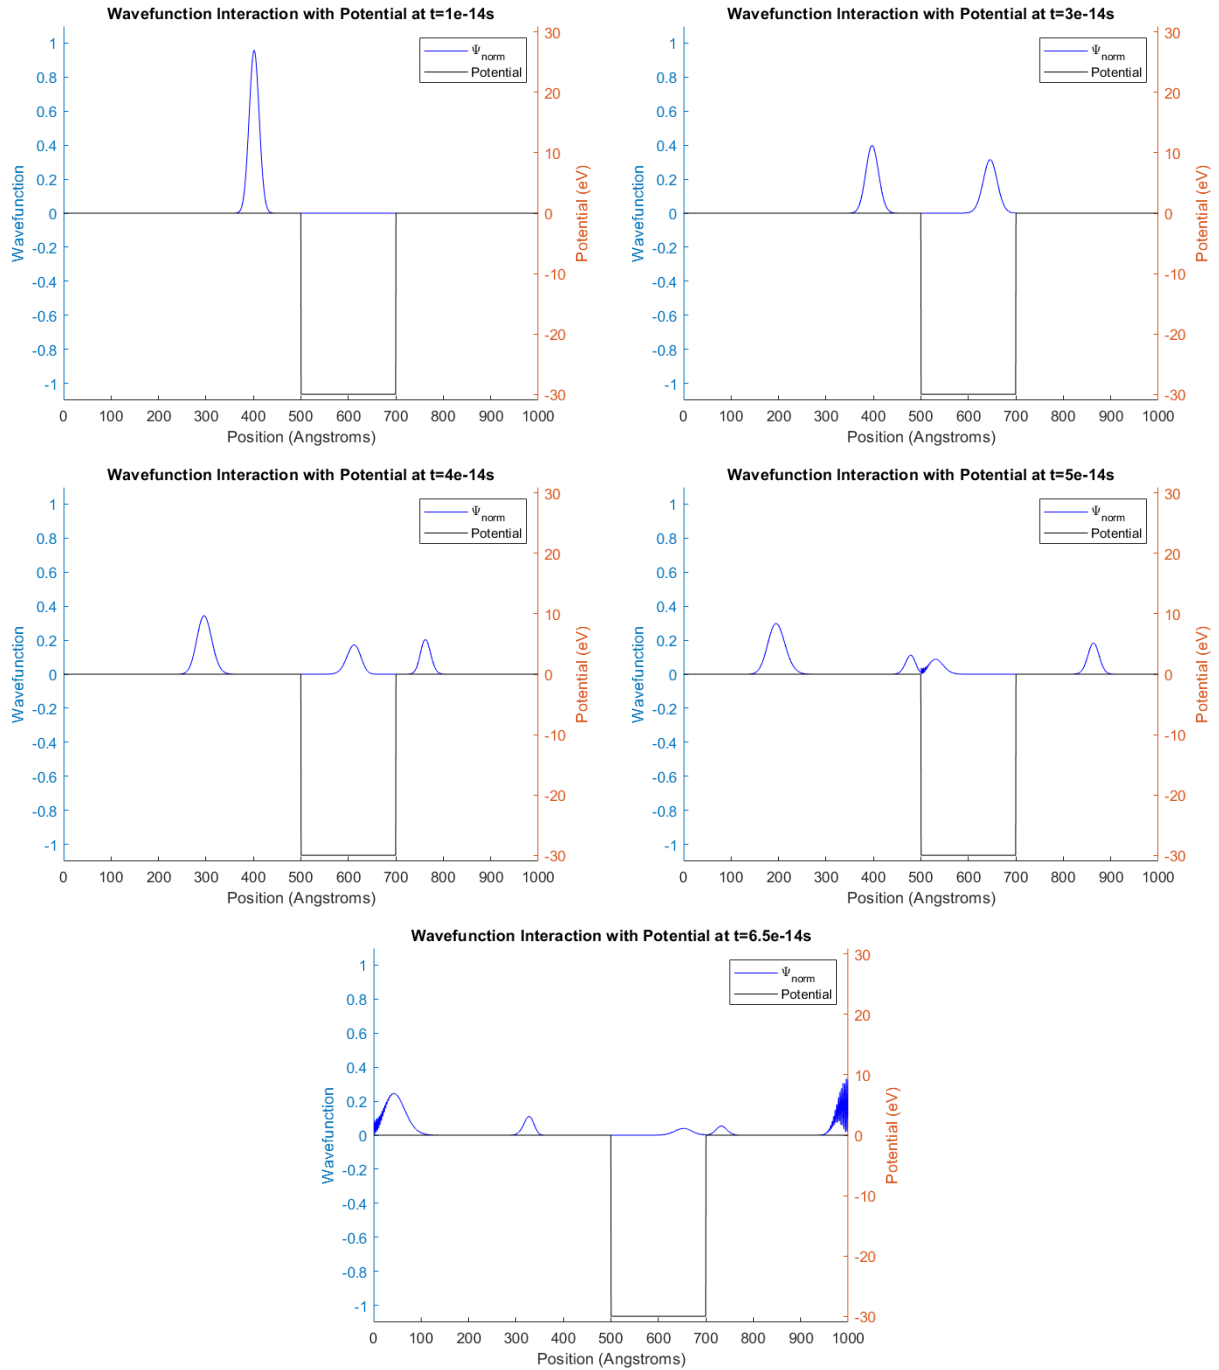 Wavefunction Interaction with Potential at t=1e-14s
Ψnorm
Potential
1
0.8
0.6
0.4
0.2
0
-0.2
-0.4
-0.6
-0.8
-1
Wavefunction
30
20
10
0
-10
-20
-30
Potential (eV)
0 100 200 300 400 500 600 700 800 900 1000
Position (Angstroms)
Wavefunction Interaction with Potential at t=3e-14s
Ψnorm
Potential
1
0.8
0.6
0.4
0.2
0
-0.2
-0.4
-0.6
-0.8
-1
Wavefunction
30
20
10
0
-10
-20
-30
Potential (eV)
0 100 200 300 400 500 600 700 800 900 1000
Position (Angstroms)
Wavefunction Interaction with Potential at t=4e-14s
Ψnorm
Potential
1
0.8
0.6
0.4
0.2
0
-0.2
-0.4
-0.6
-0.8
-1
Wavefunction
30
20
10
0
-10
-20
-30
Potential (eV)
0 100 200 300 400 500 600 700 800 900 1000
Position (Angstroms)
Wavefunction Interaction with Potential at t=5e-14s
Ψnorm
Potential
1
0.8
0.6
0.4
0.2
0
-0.2
-0.4
-0.6
-0.8
-1
Wavefunction
30
20
10
0
-10
-20
-30
Potential (eV)
0 100 200 300 400 500 600 700 800 900 1000
Position (Angstroms)
Wavefunction Interaction with Potential at t=6.5e-14s
Ψnorm
Potential
1
0.8
0.6
0.4
0.2
0
-0.2
-0.4
-0.6
-0.8
-1
Wavefunction
30
20
10
0
-10
-20
-30
Potential (eV)
0 100 200 300 400 500 600 700 800 900 1000
Position (Angstroms)